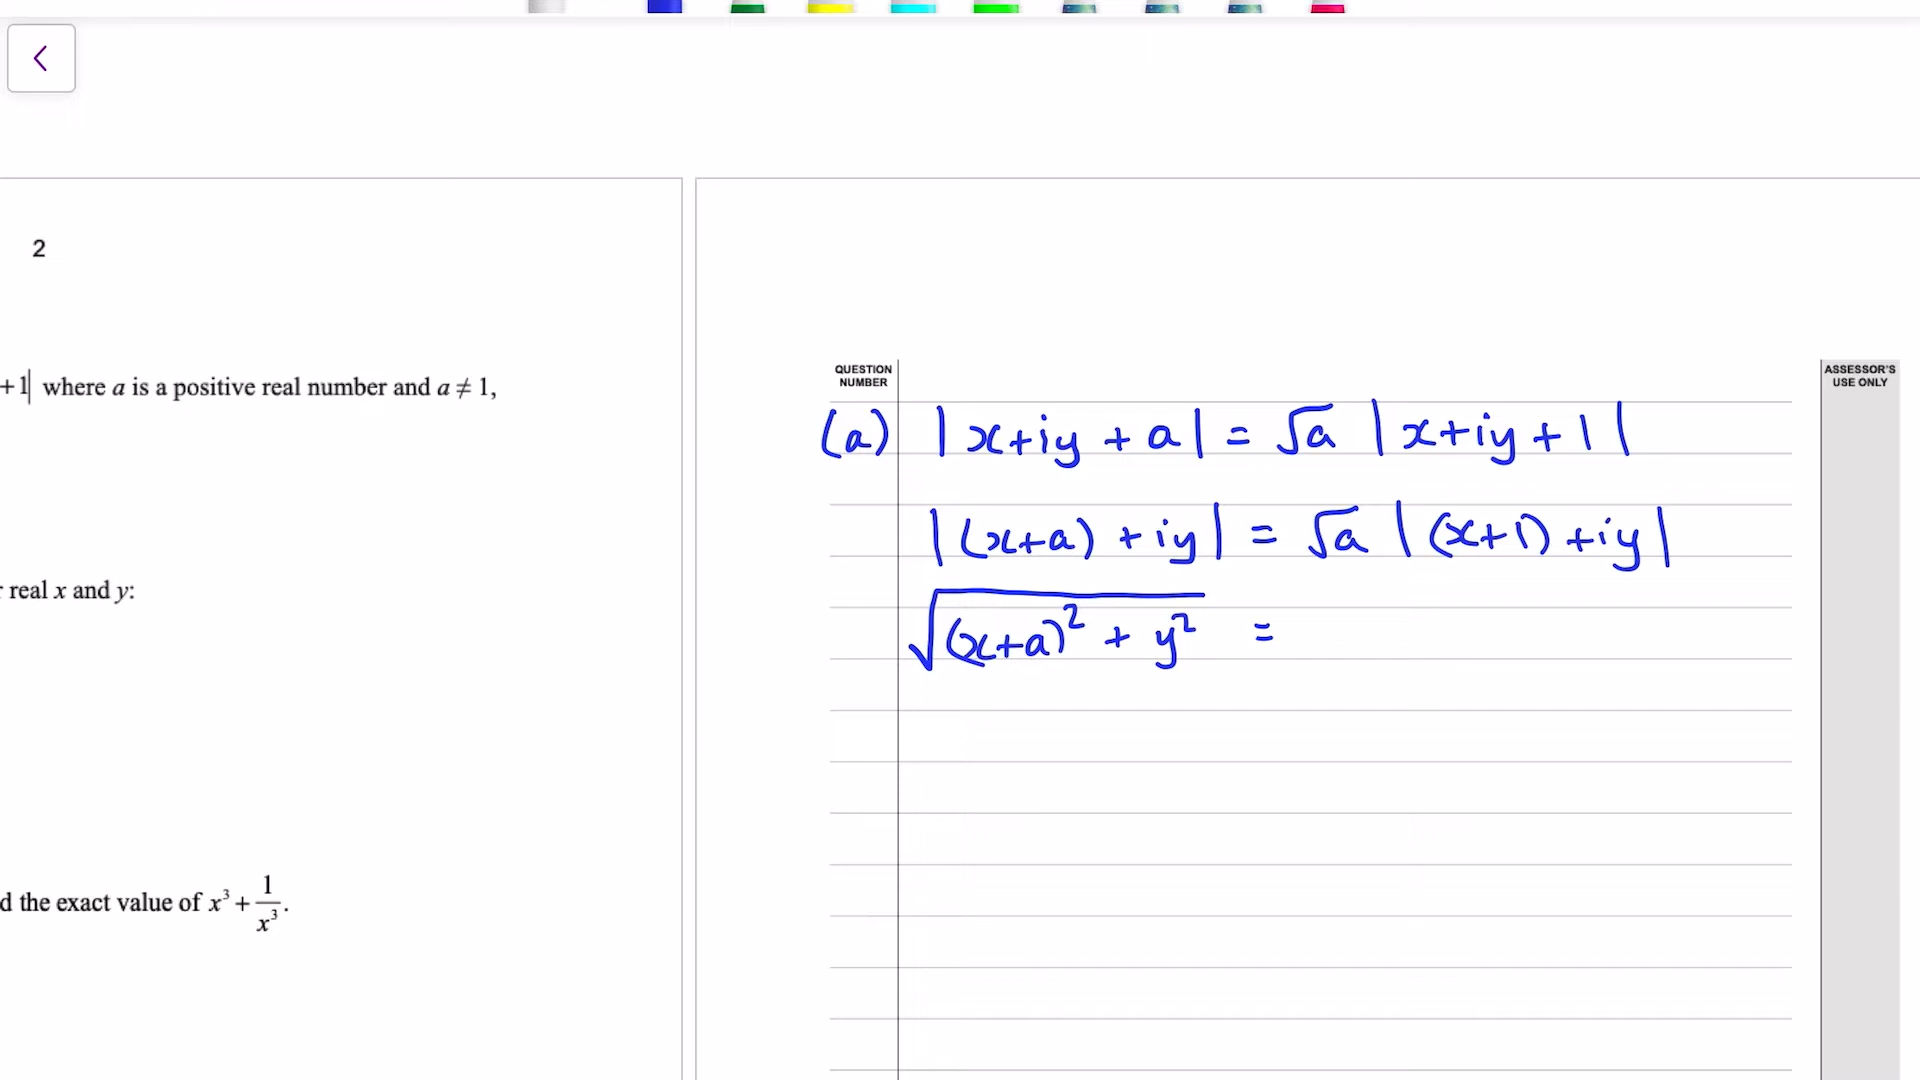 2
+1| where a is a positive real number and a ≠ 1,
real x and y:
d the exact value of x³ + 1/x³.
QUESTION NUMBER
ASSESSOR'S USE ONLY
(a) |x+iy + a| = √a |x+iy + 1|
|(x+a) + iy| = √a |(x+1) + iy|
√((x+a)² + y²) =